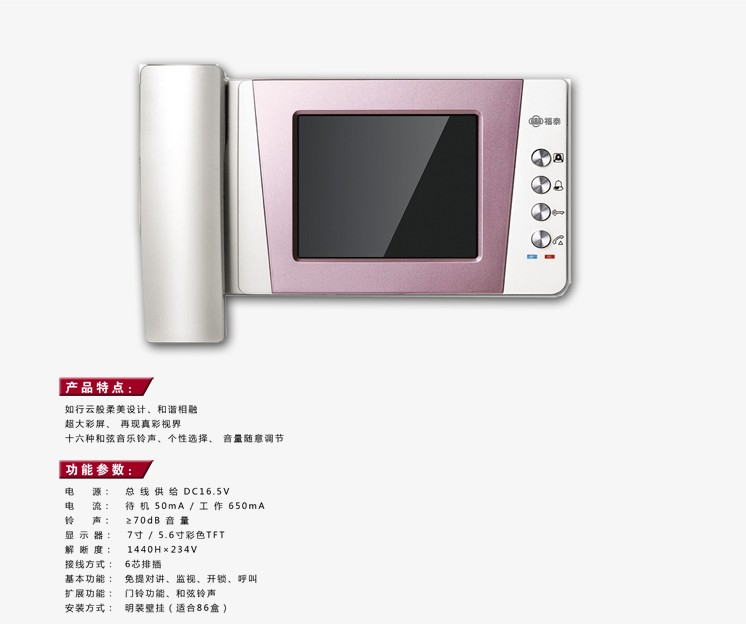 福泰
产品特点：
如行云般柔美设计、和谐相融
超大彩屏、 再现真彩视界
十六种和弦音乐铃声、个性选择、 音量随意调节
功能参数：
电 源： 总 线 供 给 DC16.5V
电 流： 待 机 50mA / 工 作 650mA
铃 声： ≥70dB 音 量
显 示 器： 7寸 / 5.6寸彩色TFT
解 晰 度： 1440H×234V
接线方式： 6芯排插
基本功能： 免提对讲、监视、开锁、呼叫
扩展功能： 门铃功能、和弦铃声
安装方式： 明装壁挂（适合86盒）